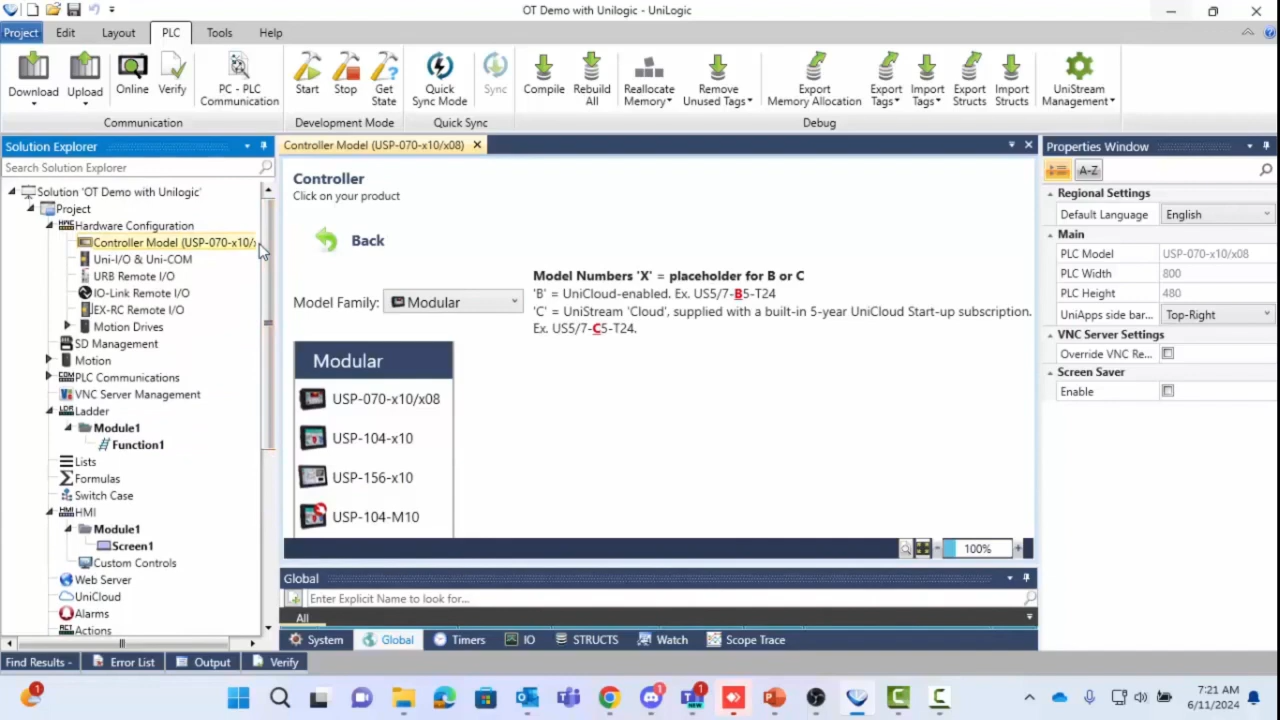 OT Demo with Unilogic - UniLogic
Project Edit Layout PLC Tools Help
Download Upload Online Verify PC - PLC Communication Start Stop Get State Quick Sync Mode Sync Compile Rebuild All Reallocate Memory Remove Unused Tags Export Memory Allocation Export Tags Import Tags Export Structs Import Structs UniStream Management
Communication Development Mode Quick Sync Debug
Solution Explorer
Search Solution Explorer
Solution 'OT Demo with Unilogic'
Project
Hardware Configuration
Controller Model (USP-070-x10/
Uni-I/O & Uni-COM
URB Remote I/O
IO-Link Remote I/O
EX-RC Remote I/O
Motion Drives
SD Management
Motion
PLC Communications
VNC Server Management
Ladder
Module1
Function1
Lists
Formulas
Switch Case
HMI
Module1
Screen1
Custom Controls
Web Server
UniCloud
Alarms
Actions
Controller Model (USP-070-x10/x08)
Controller
Click on your product
Back
Model Family: Modular
Model Numbers 'X' = placeholder for B or C
'B' = UniCloud-enabled. Ex. US5/7-B5-T24
'C' = UniStream 'Cloud', supplied with a built-in 5-year UniCloud Start-up subscription.
Ex. US5/7-C5-T24.
Modular
USP-070-x10/x08
USP-104-x10
USP-156-x10
USP-104-M10
100%
Global
Enter Explicit Name to look for...
All
System Global Timers IO STRUCTS Watch Scope Trace
Properties Window
A-Z
Regional Settings
Default Language English
Main
PLC Model USP-070-x10/x08
PLC Width 800
PLC Height 480
UniApps side bar... Top-Right
VNC Server Settings
Override VNC Re...
Screen Saver
Enable
Find Results - Error List Output Verify
1
1
NEW
7:21 AM
6/11/2024